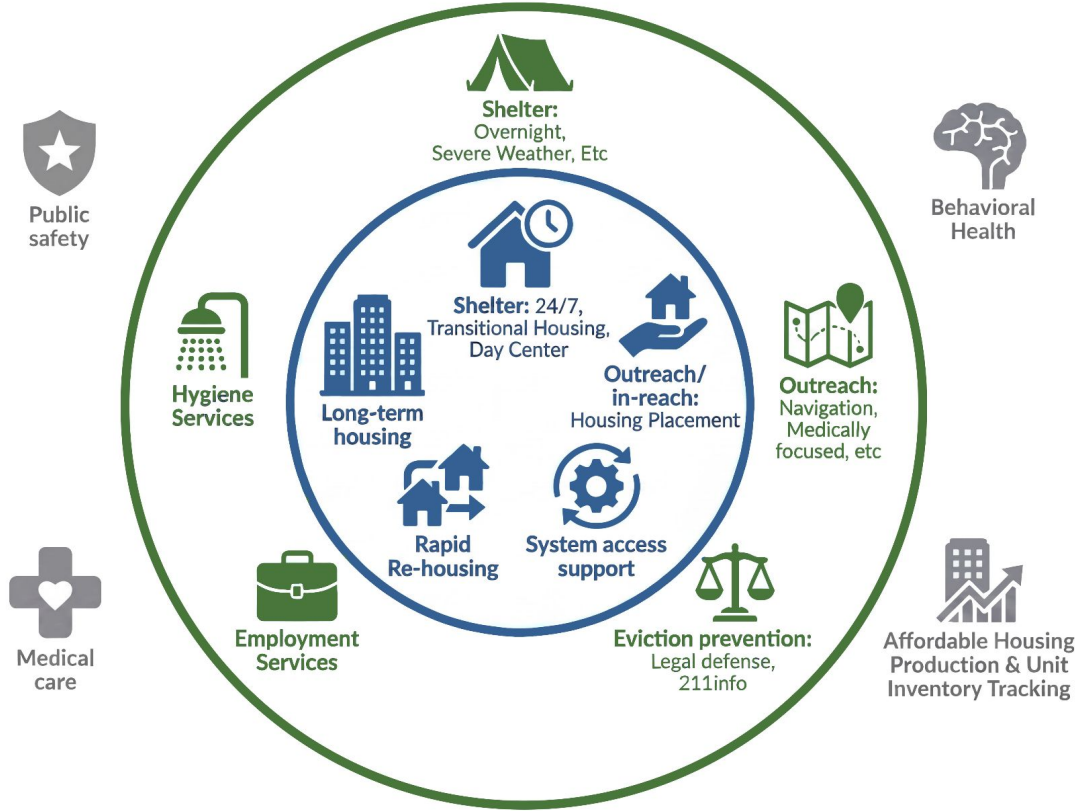 Shelter:
Overnight,
Severe Weather, Etc
Public
safety
Behavioral
Health
Shelter: 24/7,
Transitional Housing,
Day Center
Outreach/
in-reach:
Housing Placement
Long-term
housing
Hygiene
Services
Outreach:
Navigation,
Medically
focused, etc
Rapid
Re-housing
System access
support
Employment
Services
Eviction prevention:
Legal defense,
211info
Medical
care
Affordable Housing
Production & Unit
Inventory Tracking